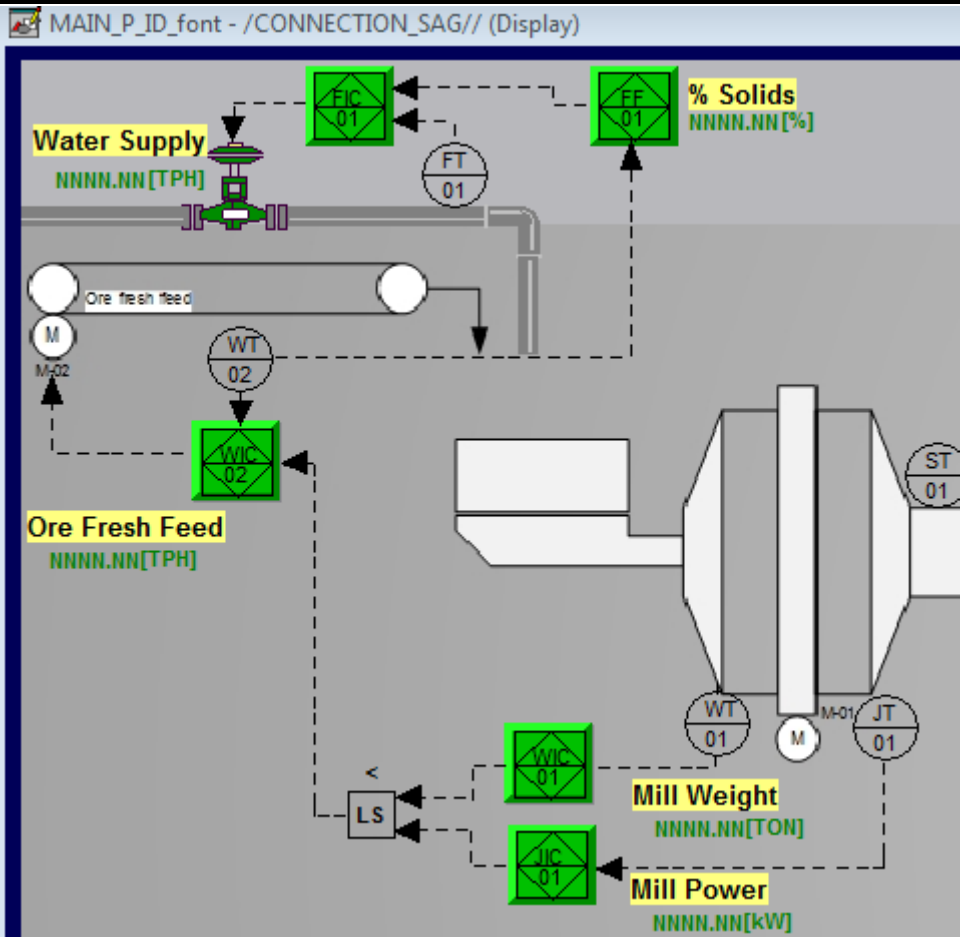 MAIN_P_ID_font - /CONNECTION_SAG// (Display)
FIC
01
FF
01
% Solids
NNNN.NN[%]
Water Supply
NNNN.NN[TPH]
FT
01
Ore fresh feed
M
M-02
WT
02
WIC
02
ST
01
Ore Fresh Feed
NNNN.NN[TPH]
WT
01
M
M-01
JT
01
WIC
01
<
LS
Mill Weight
NNNN.NN[TON]
JIC
01
Mill Power
NNNN.NN[kW]